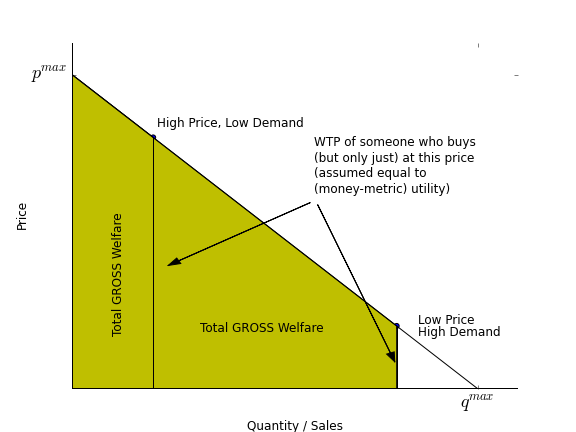 p^max
High Price, Low Demand
WTP of someone who buys
(but only just) at this price
(assumed equal to
(money-metric) utility)
Price
Total GROSS Welfare
Total GROSS Welfare
Low Price
High Demand
q^max
Quantity / Sales